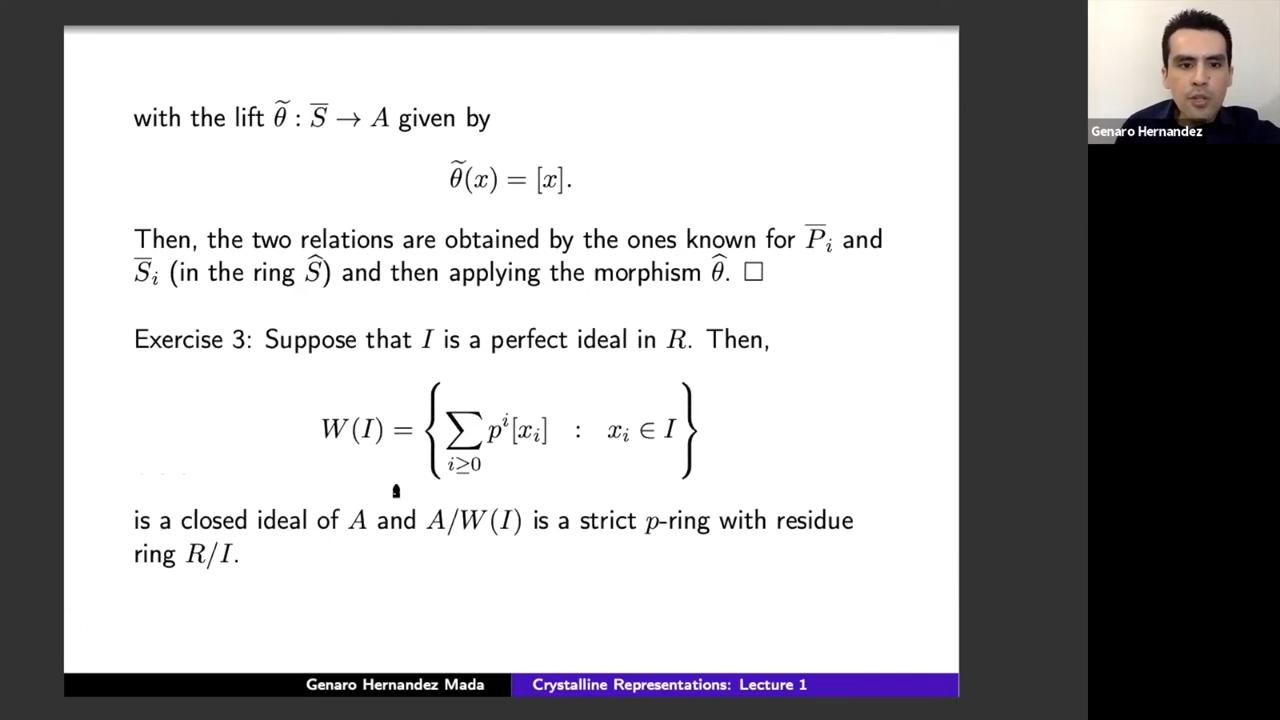 with the lift θ̃ : S̅ → A given by
θ̃(x) = [x].
Then, the two relations are obtained by the ones known for P̅ᵢ and
S̅ᵢ (in the ring Ŝ) and then applying the morphism θ̂. □
Exercise 3: Suppose that I is a perfect ideal in R. Then,
W(I) = { ∑_{i≥0} pⁱ[xᵢ] : xᵢ ∈ I }
is a closed ideal of A and A/W(I) is a strict p-ring with residue
ring R/I.
Genaro Hernandez Mada Crystalline Representations: Lecture 1
Genaro Hernandez